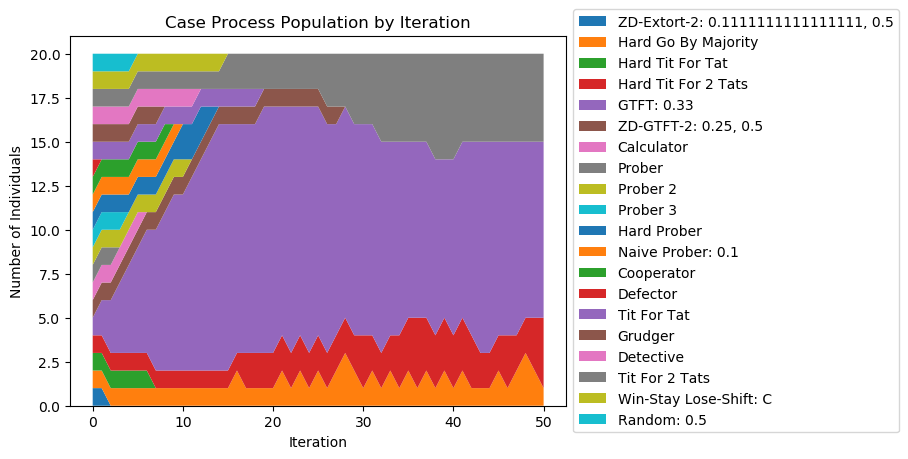 Case Process Population by Iteration
Number of Individuals
20.0
17.5
15.0
12.5
10.0
7.5
5.0
2.5
0.0
0
10
20
30
40
50
Iteration
ZD-Extort-2: 0.1111111111111111, 0.5
Hard Go By Majority
Hard Tit For Tat
Hard Tit For 2 Tats
GTFT: 0.33
ZD-GTFT-2: 0.25, 0.5
Calculator
Prober
Prober 2
Prober 3
Hard Prober
Naive Prober: 0.1
Cooperator
Defector
Tit For Tat
Grudger
Detective
Tit For 2 Tats
Win-Stay Lose-Shift: C
Random: 0.5